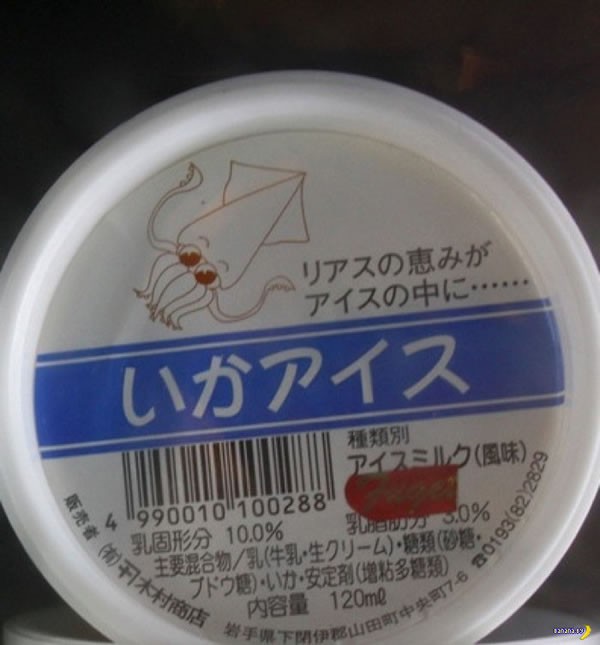 リアスの恵みが
アイスの中に……
いかアイス
種類別
アイスミルク(風味)
4 990010 100288
乳固形分 10.0%
乳脂肪分 3.0%
主要混合物/乳(牛乳・生クリーム)・糖類(砂糖・
ブドウ糖)・いか・安定剤(増粘多糖類)
内容量 120mℓ
販売者 (有) 木村商店
岩手県下閉伊郡山田町中央町7-6 ☎0193(82)2829
banana.by